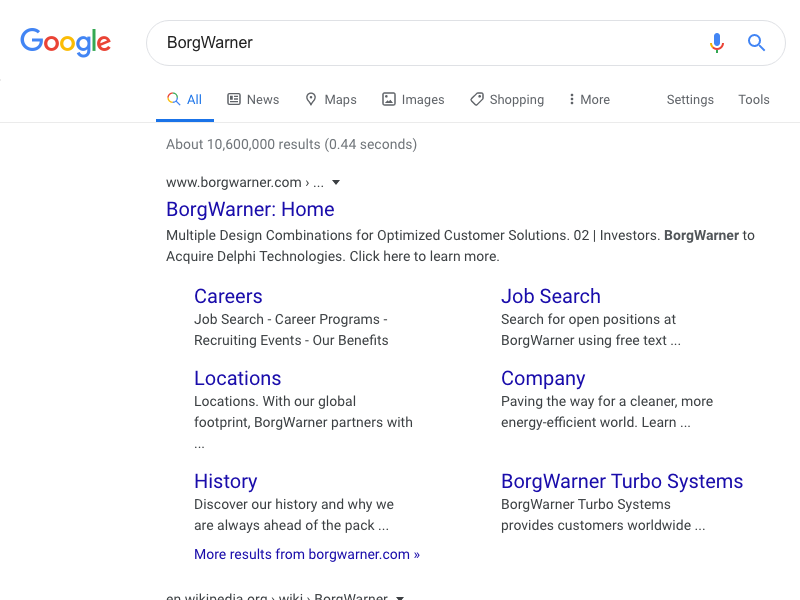 Google
BorgWarner
All News Maps Images Shopping More Settings Tools
About 10,600,000 results (0.44 seconds)
www.borgwarner.com › ...
BorgWarner: Home
Multiple Design Combinations for Optimized Customer Solutions. 02 | Investors. BorgWarner to
Acquire Delphi Technologies. Click here to learn more.
Careers
Job Search - Career Programs -
Recruiting Events - Our Benefits
Job Search
Search for open positions at
BorgWarner using free text ...
Locations
Locations. With our global
footprint, BorgWarner partners with
...
Company
Paving the way for a cleaner, more
energy-efficient world. Learn ...
History
Discover our history and why we
are always ahead of the pack ...
BorgWarner Turbo Systems
BorgWarner Turbo Systems
provides customers worldwide ...
More results from borgwarner.com »
en.wikipedia.org › wiki › BorgWarner